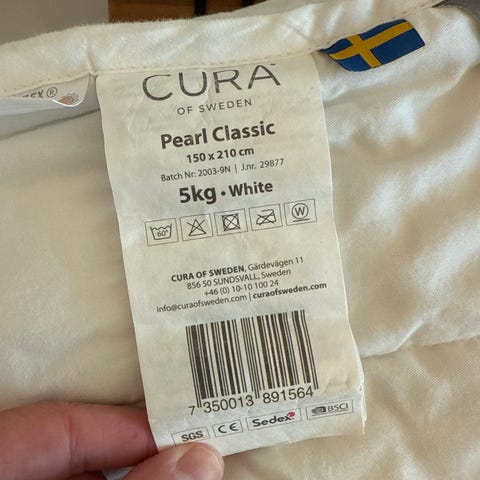 CURA
OF SWEDEN
Pearl Classic
150 x 210 cm
Batch Nr: 2003-9N | J.nr. 29877
5kg • White
60°
W
CURA OF SWEDEN, Gärdevägen 11
856 50 SUNDSVALL, Sweden
+46 (0) 10-10 100 24
info@curaofsweden.com | curaofsweden.com
7 350013 891564
SGS CE Sedex BSCI